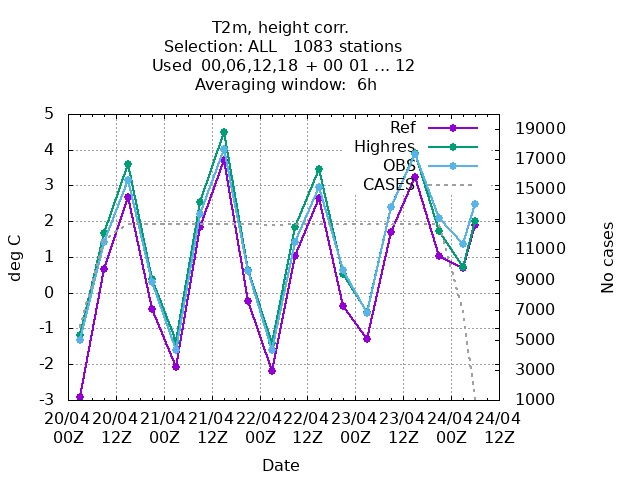 T2m, height corr.
Selection: ALL   1083 stations
Used  00,06,12,18  + 00 01 ... 12
Averaging window:  6h
Ref
Highres
OBS
CASES
5
4
3
2
1
0
-1
-2
-3
deg C
19000
17000
15000
13000
11000
9000
7000
5000
3000
1000
No cases
20/04 20/04 21/04 21/04 22/04 22/04 23/04 23/04 24/04 24/04
00Z 12Z 00Z 12Z 00Z 12Z 00Z 12Z 00Z 12Z
Date